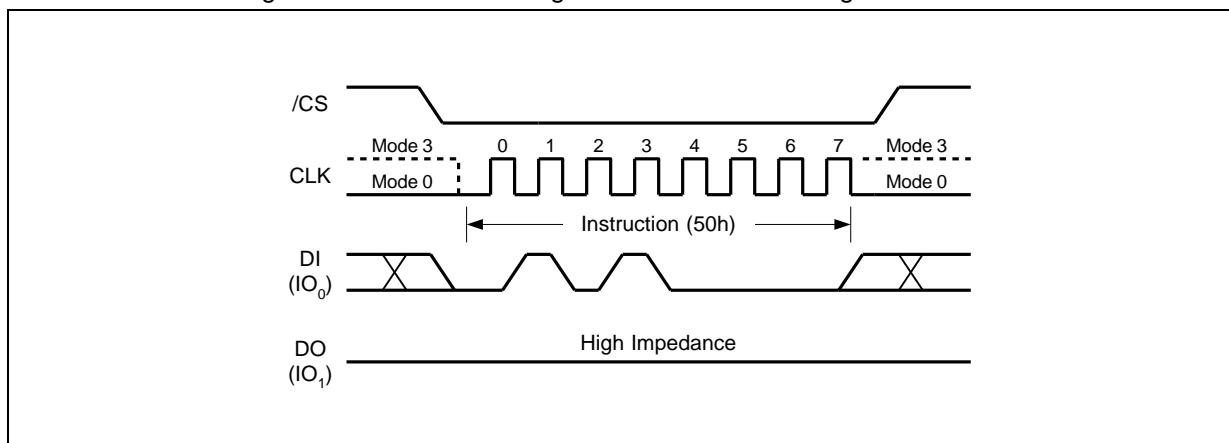 /CS
Mode 3 0 1 2 3 4 5 6 7 Mode 3
CLK
Mode 0 Mode 0
Instruction (50h)
DI
(IO0)
High Impedance
DO
(IO1)